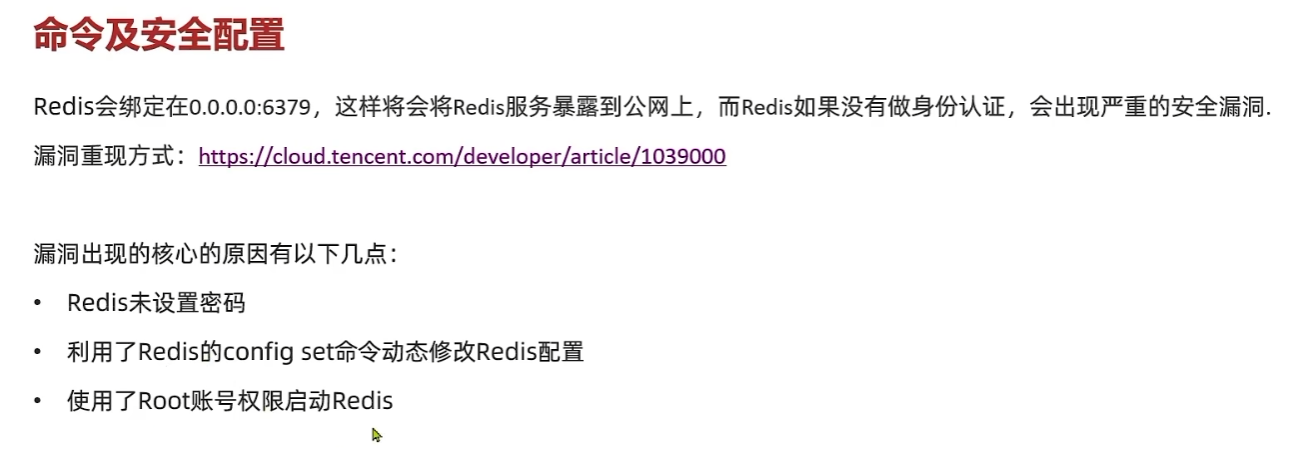 命令及安全配置
Redis会绑定在0.0.0.0:6379，这样将会将Redis服务暴露到公网上，而Redis如果没有做身份认证，会出现严重的安全漏洞.
漏洞重现方式：https://cloud.tencent.com/developer/article/1039000
漏洞出现的核心的原因有以下几点：
• Redis未设置密码
• 利用了Redis的config set命令动态修改Redis配置
• 使用了Root账号权限启动Redis